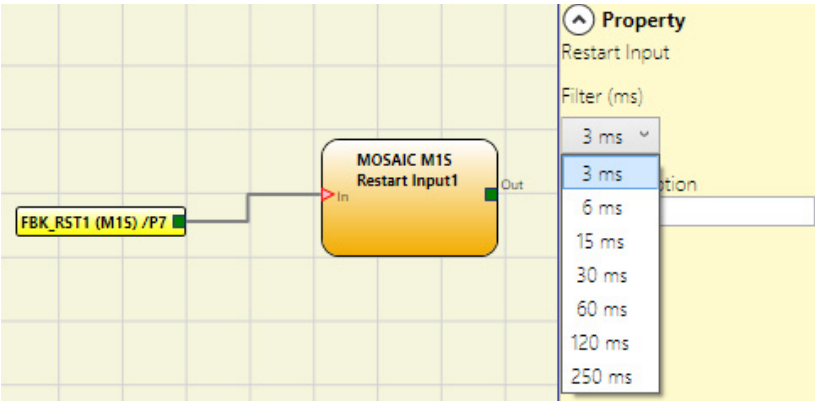 MOSAIC M1S
Restart Input1
In
Out
FBK_RST1 (M1S) /P7
Property
Restart Input
Filter (ms)
3 ms
3 ms
6 ms
15 ms
30 ms
60 ms
120 ms
250 ms